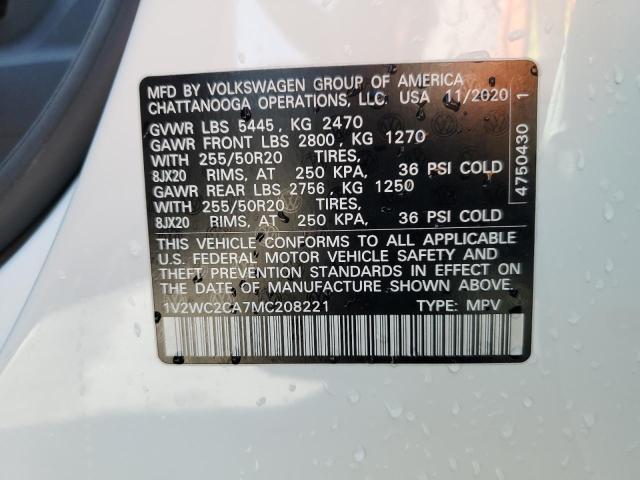 MFD BY VOLKSWAGEN GROUP OF AMERICA
CHATTANOOGA OPERATIONS, LLC, USA 11/2020
GVWR LBS 5445, KG 2470
GAWR FRONT LBS 2800, KG 1270
WITH 255/50R20 TIRES,
8JX20 RIMS, AT 250 KPA, 36 PSI COLD
GAWR REAR LBS 2756, KG 1250
WITH 255/50R20 TIRES,
8JX20 RIMS, AT 250 KPA, 36 PSI COLD
THIS VEHICLE CONFORMS TO ALL APPLICABLE
U.S. FEDERAL MOTOR VEHICLE SAFETY AND
THEFT PREVENTION STANDARDS IN EFFECT ON
THE DATE OF MANUFACTURE SHOWN ABOVE.
1V2WC2CA7MC208221 TYPE: MPV
4750430 1